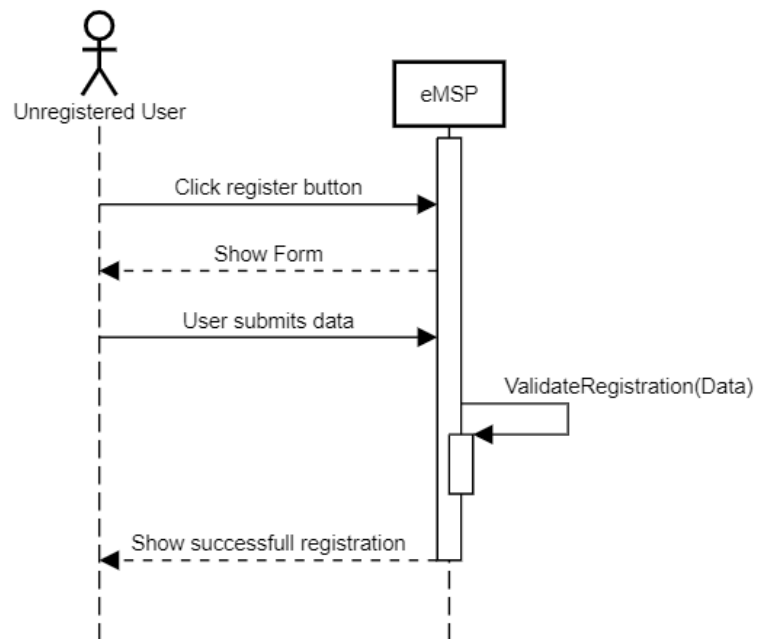 Unregistered User
eMSP
Click register button
Show Form
User submits data
ValidateRegistration(Data)
Show successfull registration